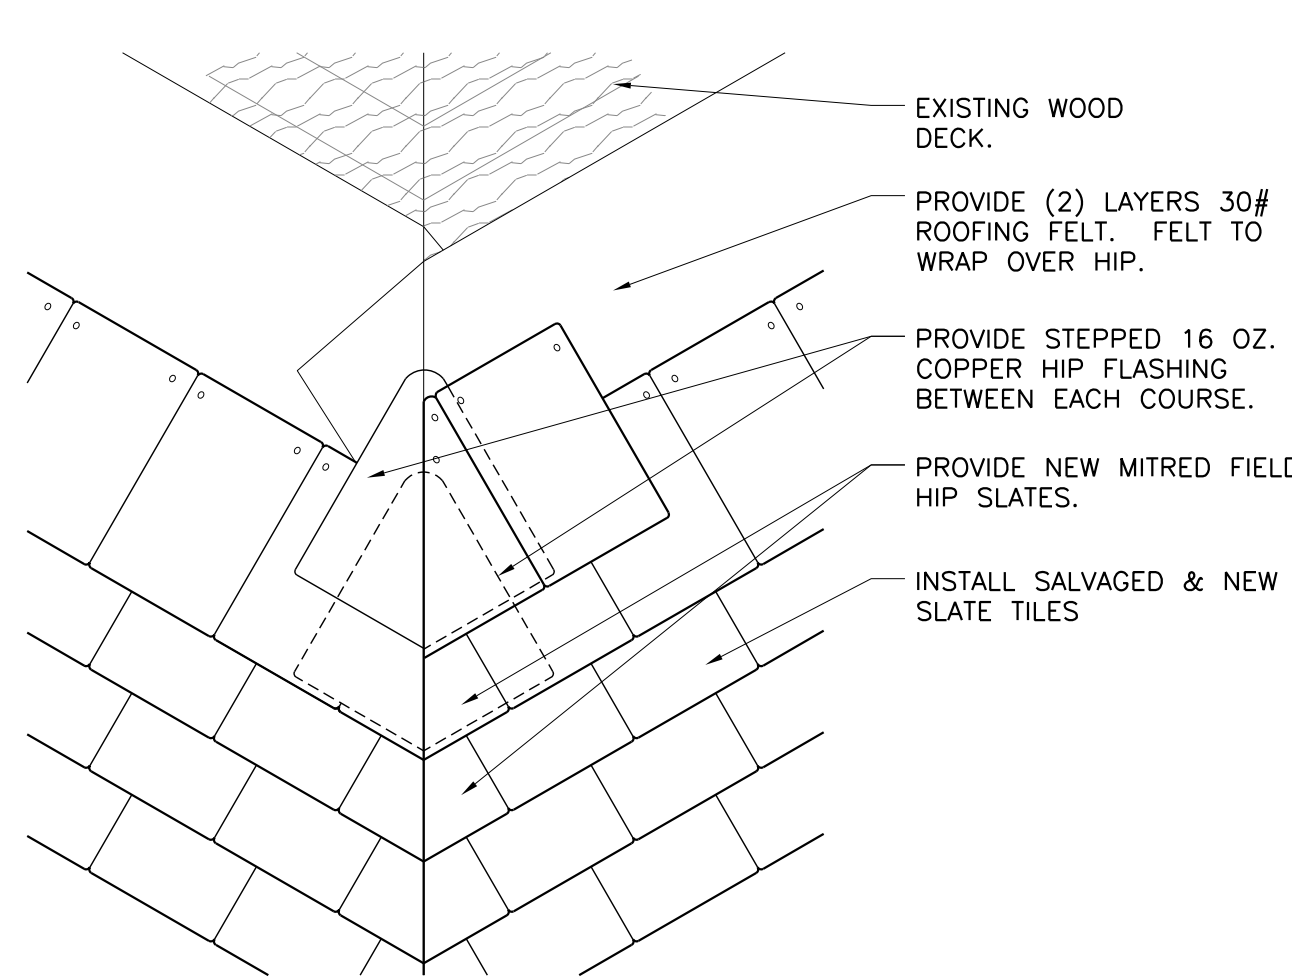 EXISTING WOOD
DECK.
PROVIDE (2) LAYERS 30#
ROOFING FELT. FELT TO
WRAP OVER HIP.
PROVIDE STEPPED 16 OZ.
COPPER HIP FLASHING
BETWEEN EACH COURSE.
PROVIDE NEW MITRED FIELD
HIP SLATES.
INSTALL SALVAGED & NEW
SLATE TILES